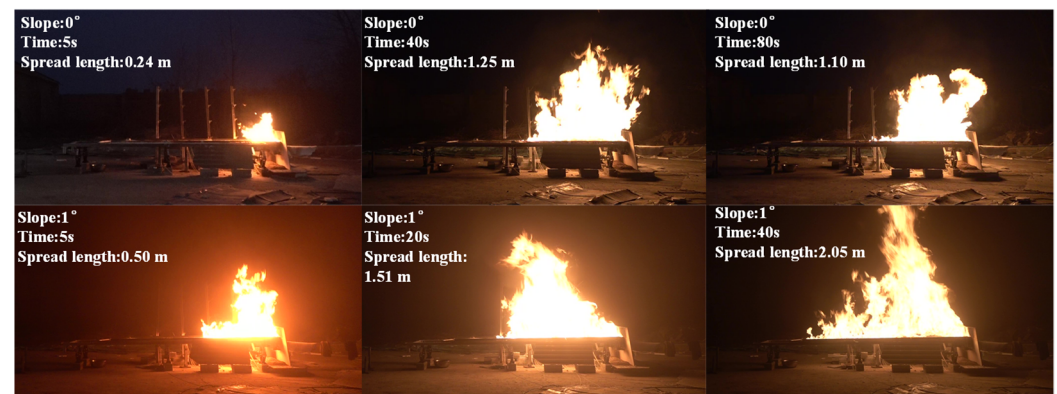 Slope:0°
Time:5s
Spread length:0.24 m
Slope:0°
Time:40s
Spread length:1.25 m
Slope:0°
Time:80s
Spread length:1.10 m
Slope:1°
Time:5s
Spread length:0.50 m
Slope:1°
Time:20s
Spread length:
1.51 m
Slope:1°
Time:40s
Spread length:2.05 m